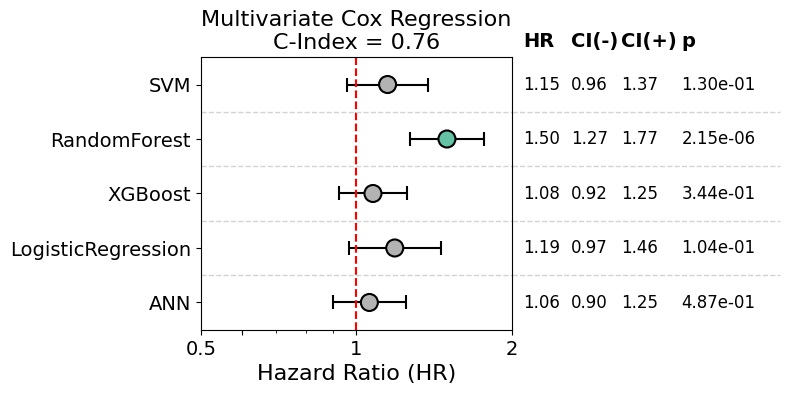 Multivariate Cox Regression
C-Index = 0.76
HR CI(-) CI(+) p
SVM 1.15 0.96 1.37 1.30e-01
RandomForest 1.50 1.27 1.77 2.15e-06
XGBoost 1.08 0.92 1.25 3.44e-01
LogisticRegression 1.19 0.97 1.46 1.04e-01
ANN 1.06 0.90 1.25 4.87e-01
0.5 1 2
Hazard Ratio (HR)